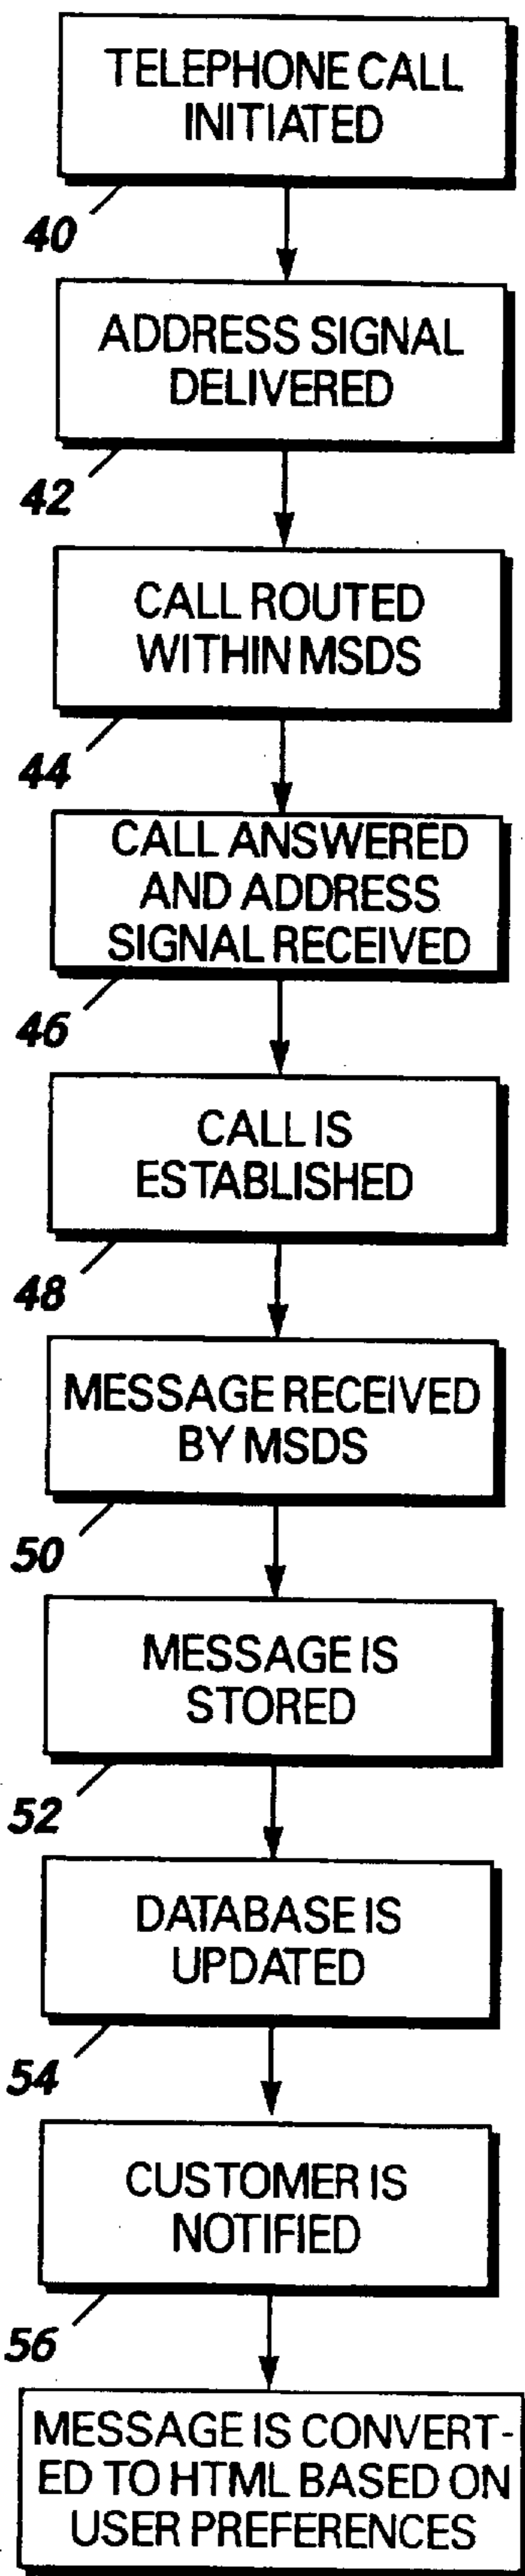 TELEPHONE CALL
INITIATED
40
ADDRESS SIGNAL
DELIVERED
42
CALL ROUTED
WITHIN MSDS
44
CALL ANSWERED
AND ADDRESS
SIGNAL RECEIVED
46
CALL IS
ESTABLISHED
48
MESSAGE RECEIVED
BY MSDS
50
MESSAGE IS
STORED
52
DATABASE IS
UPDATED
54
CUSTOMER IS
NOTIFIED
56
MESSAGE IS CONVERT-
ED TO HTML BASED ON
USER PREFERENCES